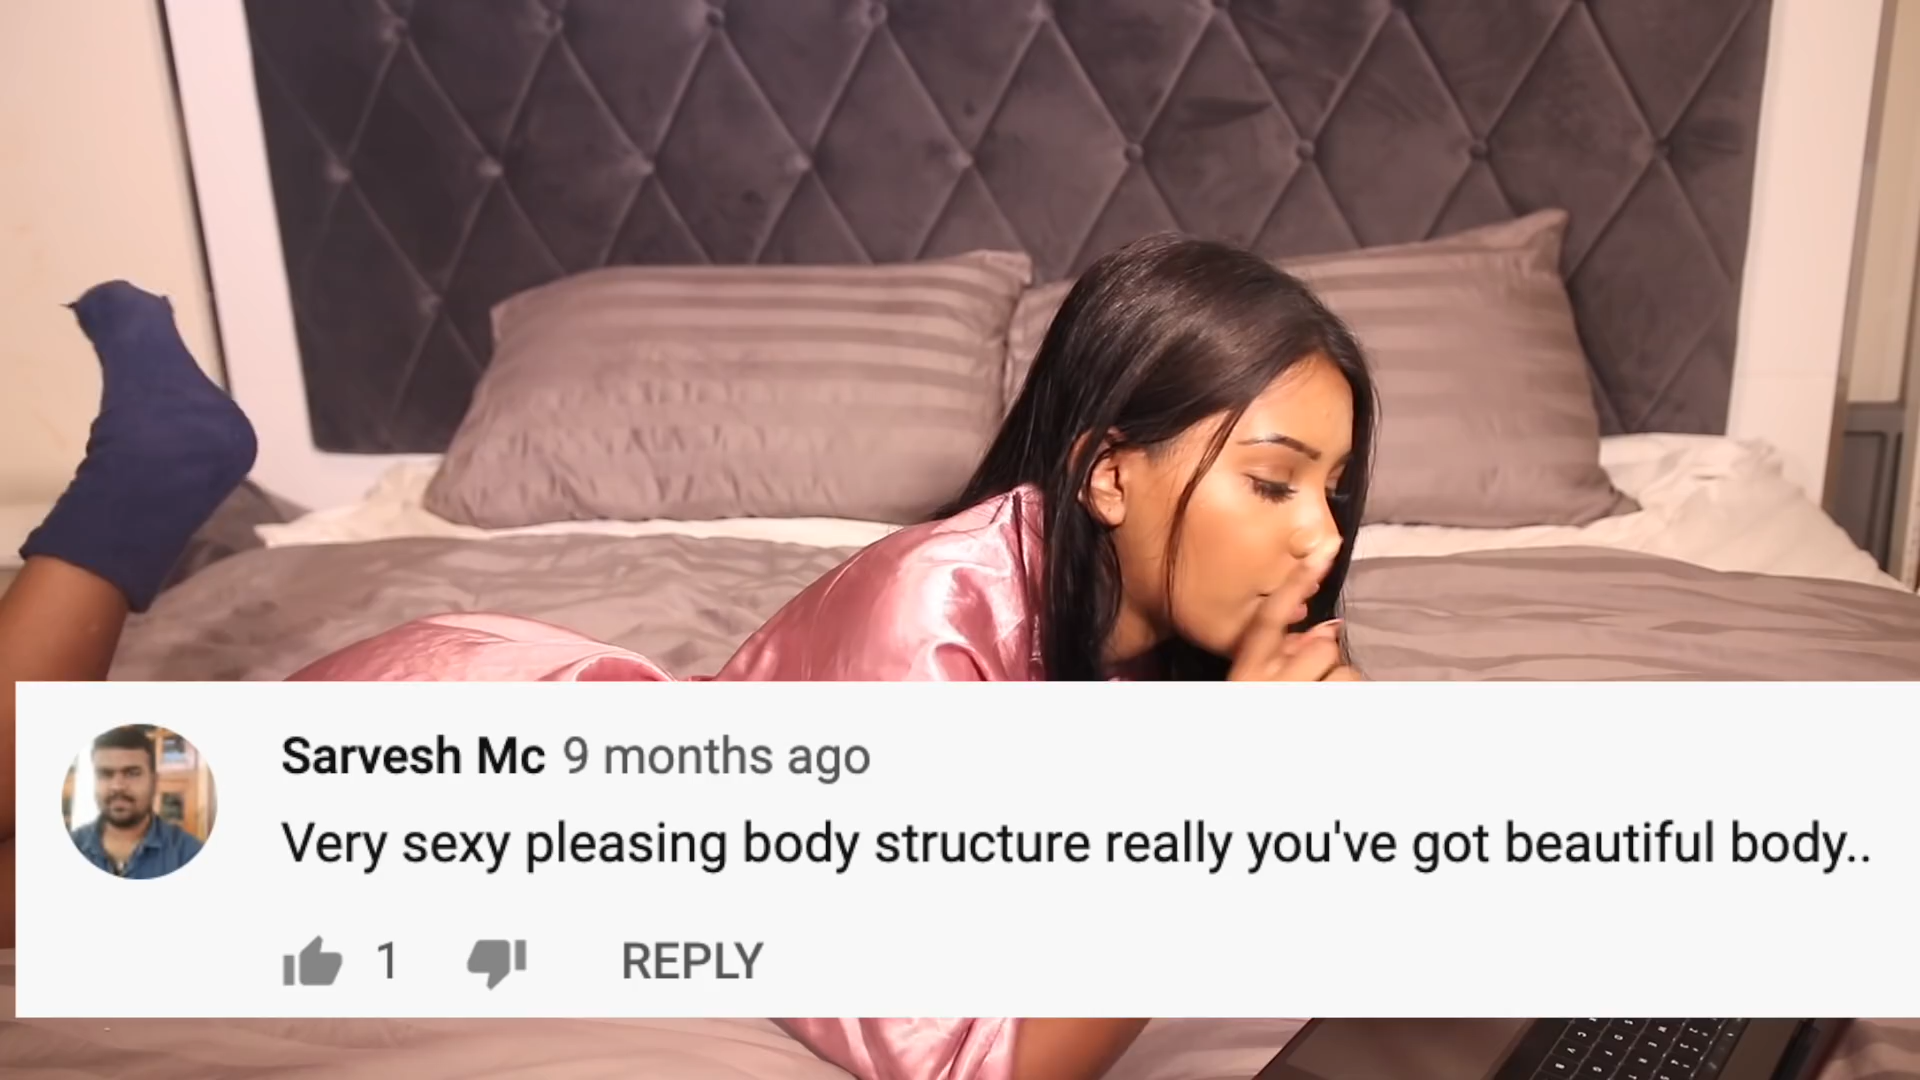 Sarvesh Mc 9 months ago
Very sexy pleasing body structure really you've got beautiful body..
1
REPLY